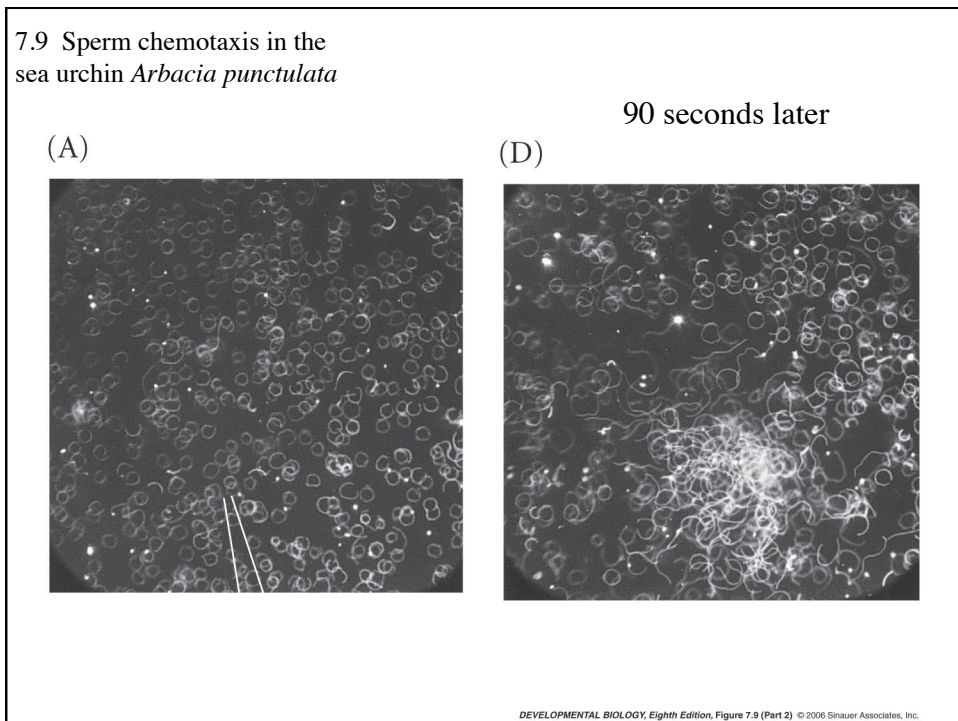 7.9 Sperm chemotaxis in the
sea urchin Arbacia punctulata
90 seconds later
(A)
(D)
DEVELOPMENTAL BIOLOGY, Eighth Edition, Figure 7.9 (Part 2) © 2006 Sinauer Associates, Inc.